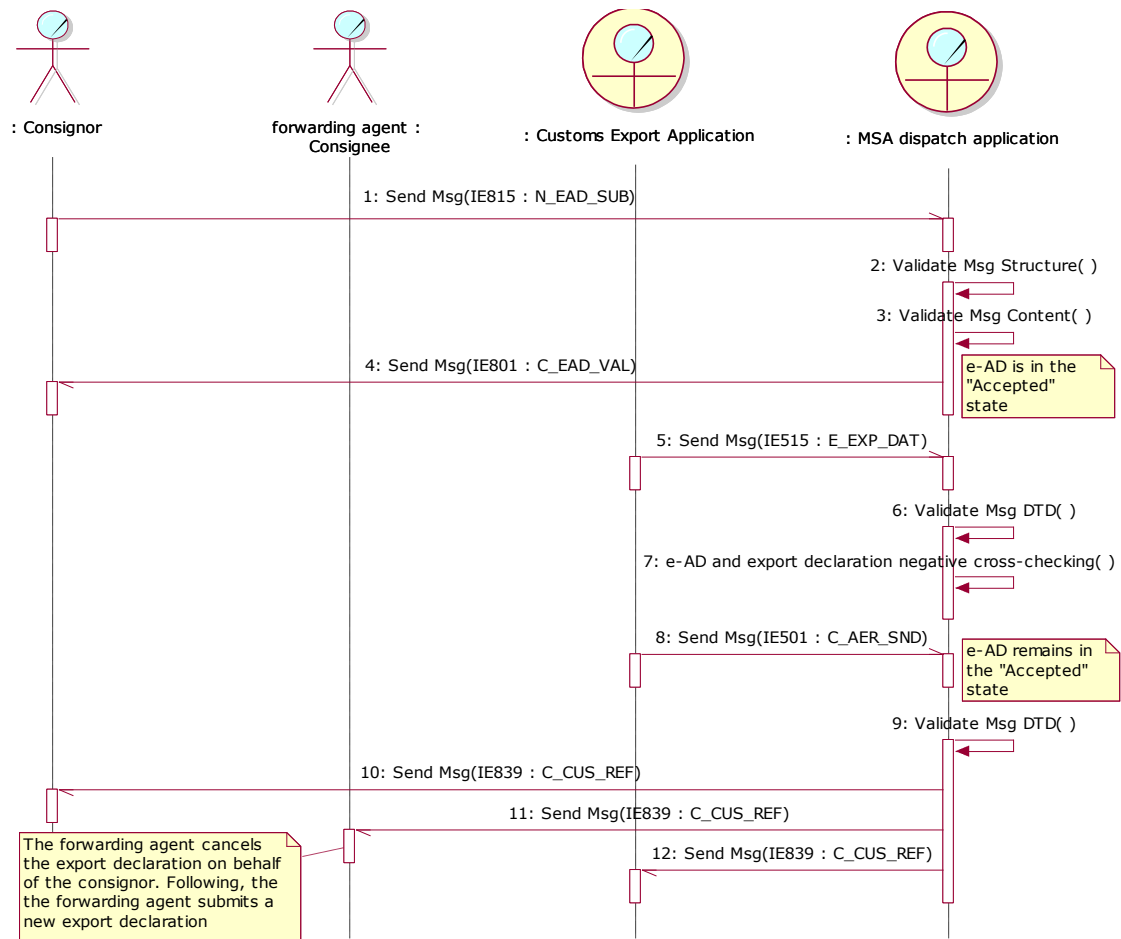 : Consignor
forwarding agent :
Consignee
: Customs Export Application
: MSA dispatch application
1: Send Msg(IE815 : N_EAD_SUB)
2: Validate Msg Structure( )
3: Validate Msg Content( )
4: Send Msg(IE801 : C_EAD_VAL)
e-AD is in the
"Accepted"
state
5: Send Msg(IE515 : E_EXP_DAT)
6: Validate Msg DTD( )
7: e-AD and export declaration negative cross-checking( )
8: Send Msg(IE501 : C_AER_SND)
e-AD remains in
the "Accepted"
state
9: Validate Msg DTD( )
10: Send Msg(IE839 : C_CUS_REF)
11: Send Msg(IE839 : C_CUS_REF)
The forwarding agent cancels
the export declaration on behalf
of the consignor. Following, the
the forwarding agent submits a
new export declaration
12: Send Msg(IE839 : C_CUS_REF)